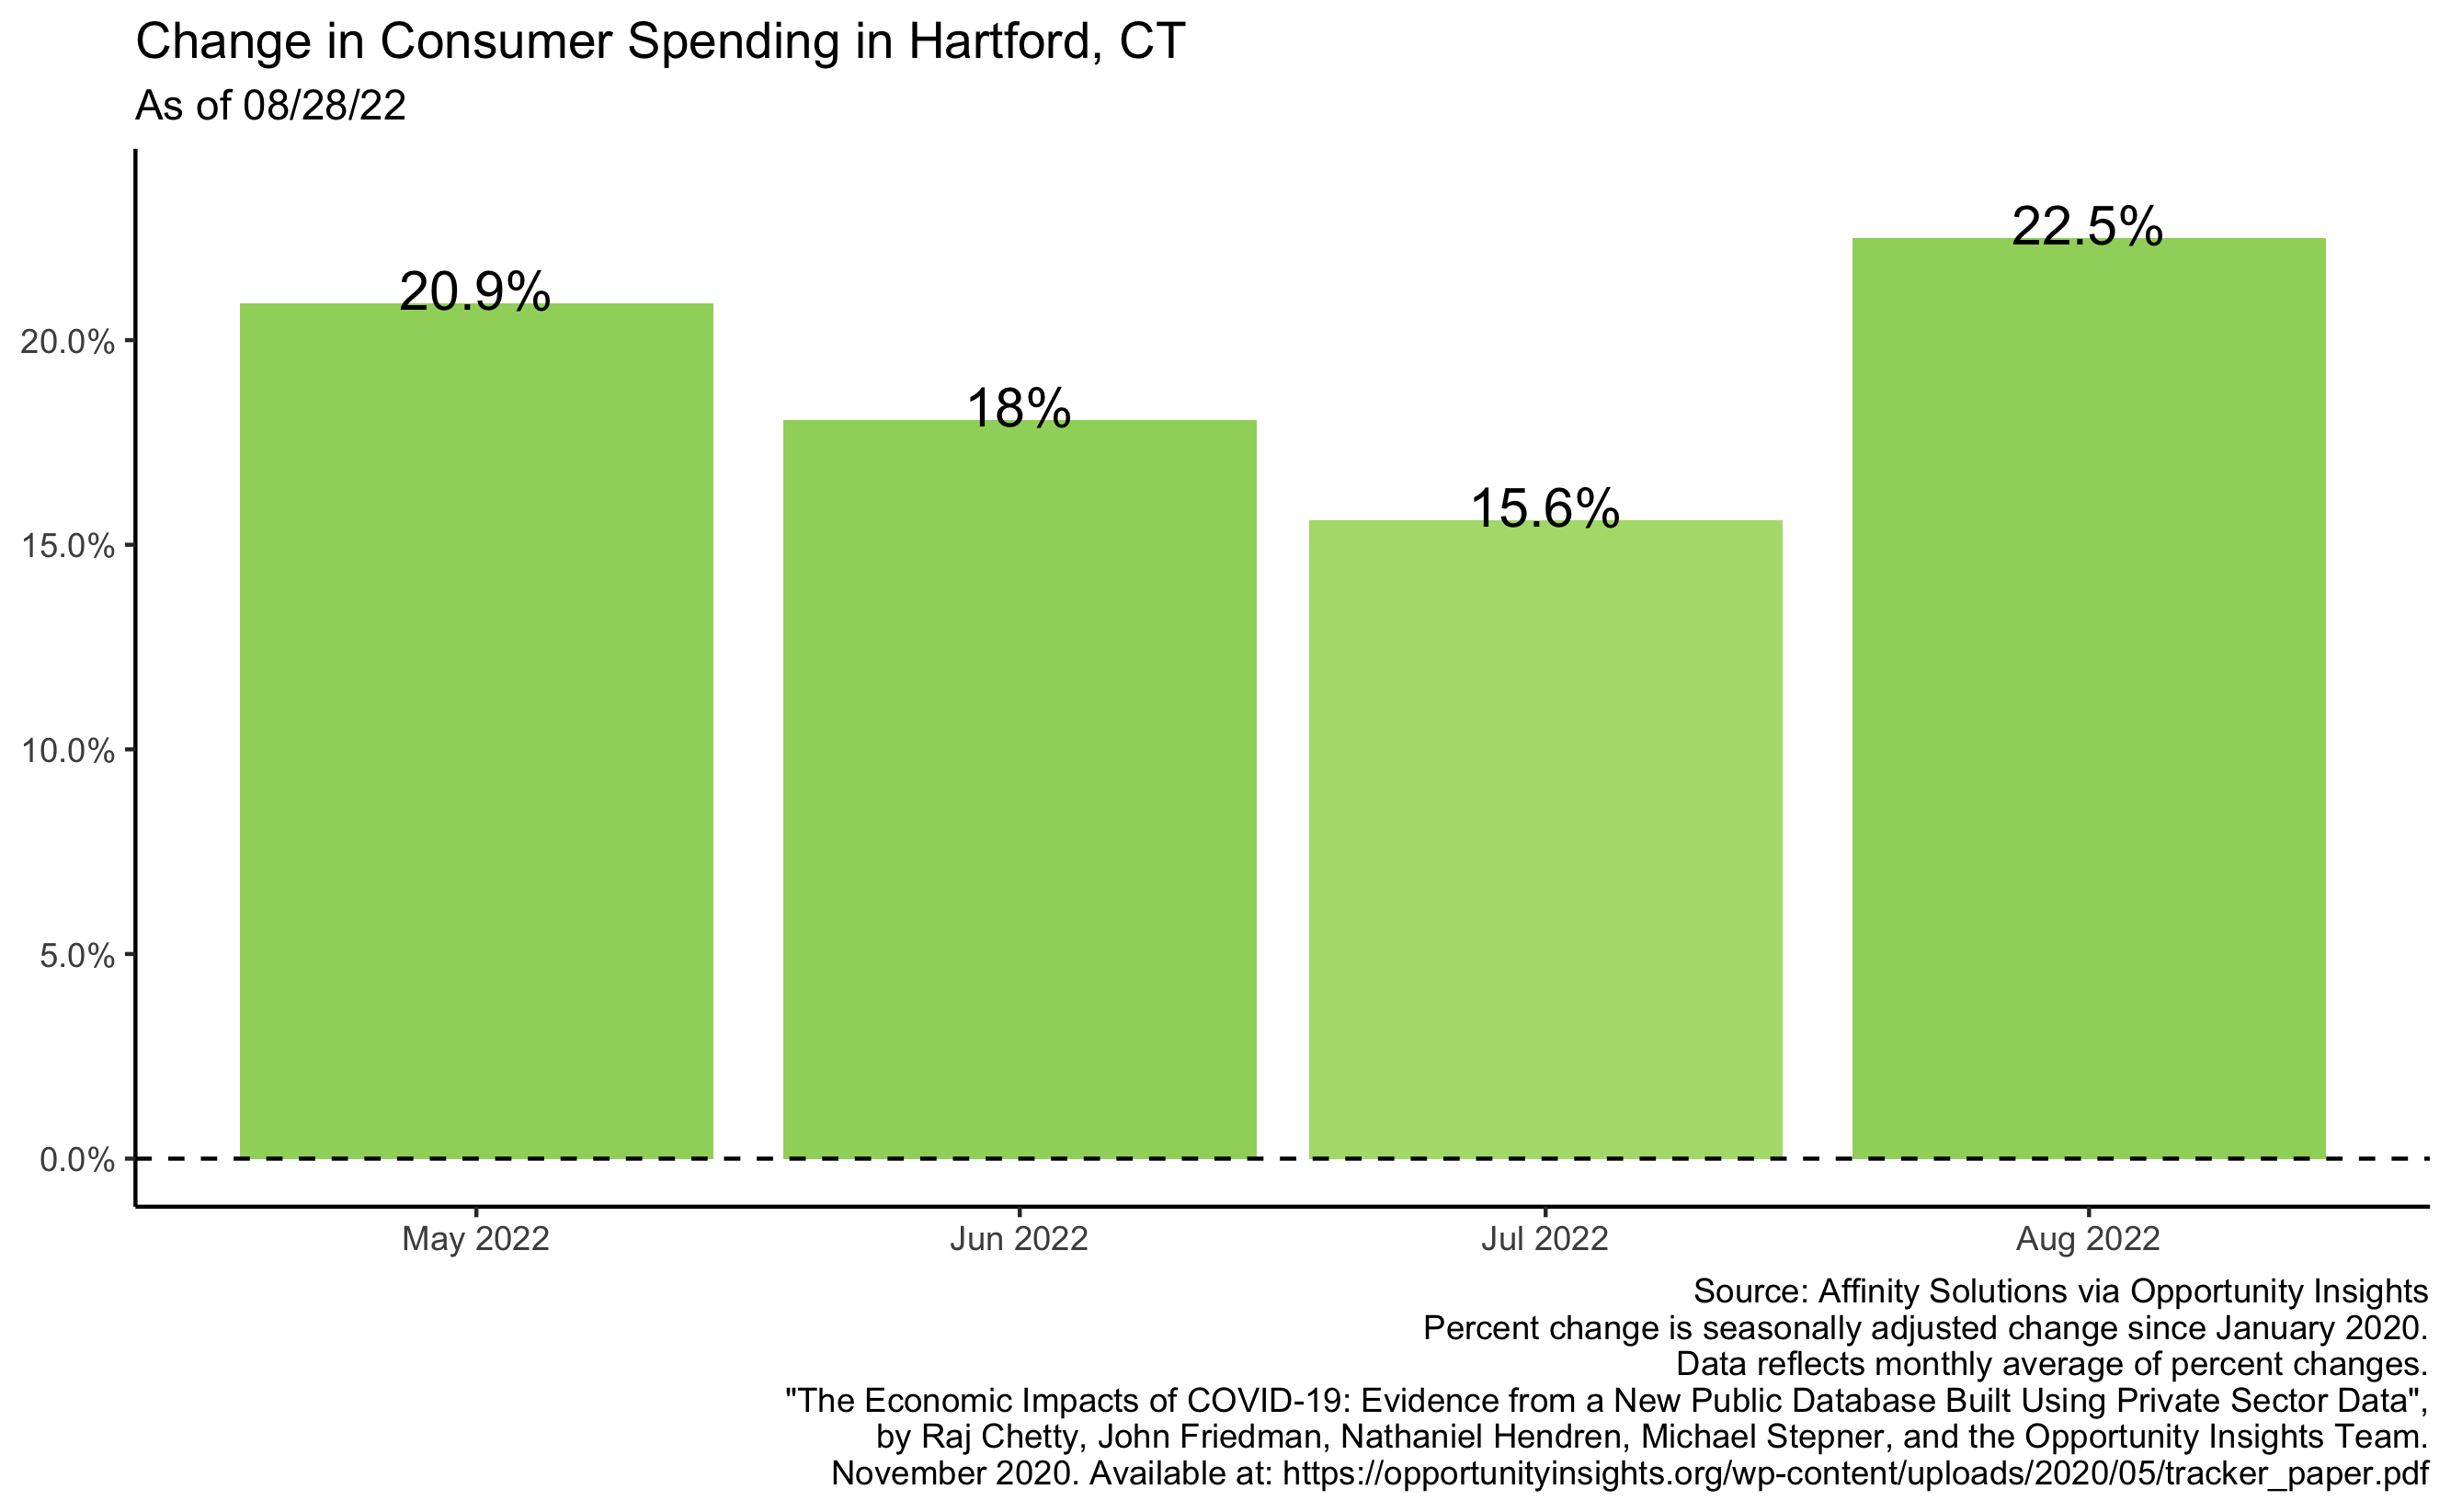 Change in Consumer Spending in Hartford, CT
As of 08/28/22
22.5%
20.9%
20.0%
18%
15.6%
15.0%
10.0%
5.0%
0.0%
May 2022 Jun 2022 Jul 2022 Aug 2022
Source: Affinity Solutions via Opportunity Insights
Percent change is seasonally adjusted change since January 2020.
Data reflects monthly average of percent changes.
"The Economic Impacts of COVID-19: Evidence from a New Public Database Built Using Private Sector Data",
by Raj Chetty, John Friedman, Nathaniel Hendren, Michael Stepner, and the Opportunity Insights Team.
November 2020. Available at: https://opportunityinsights.org/wp-content/uploads/2020/05/tracker_paper.pdf